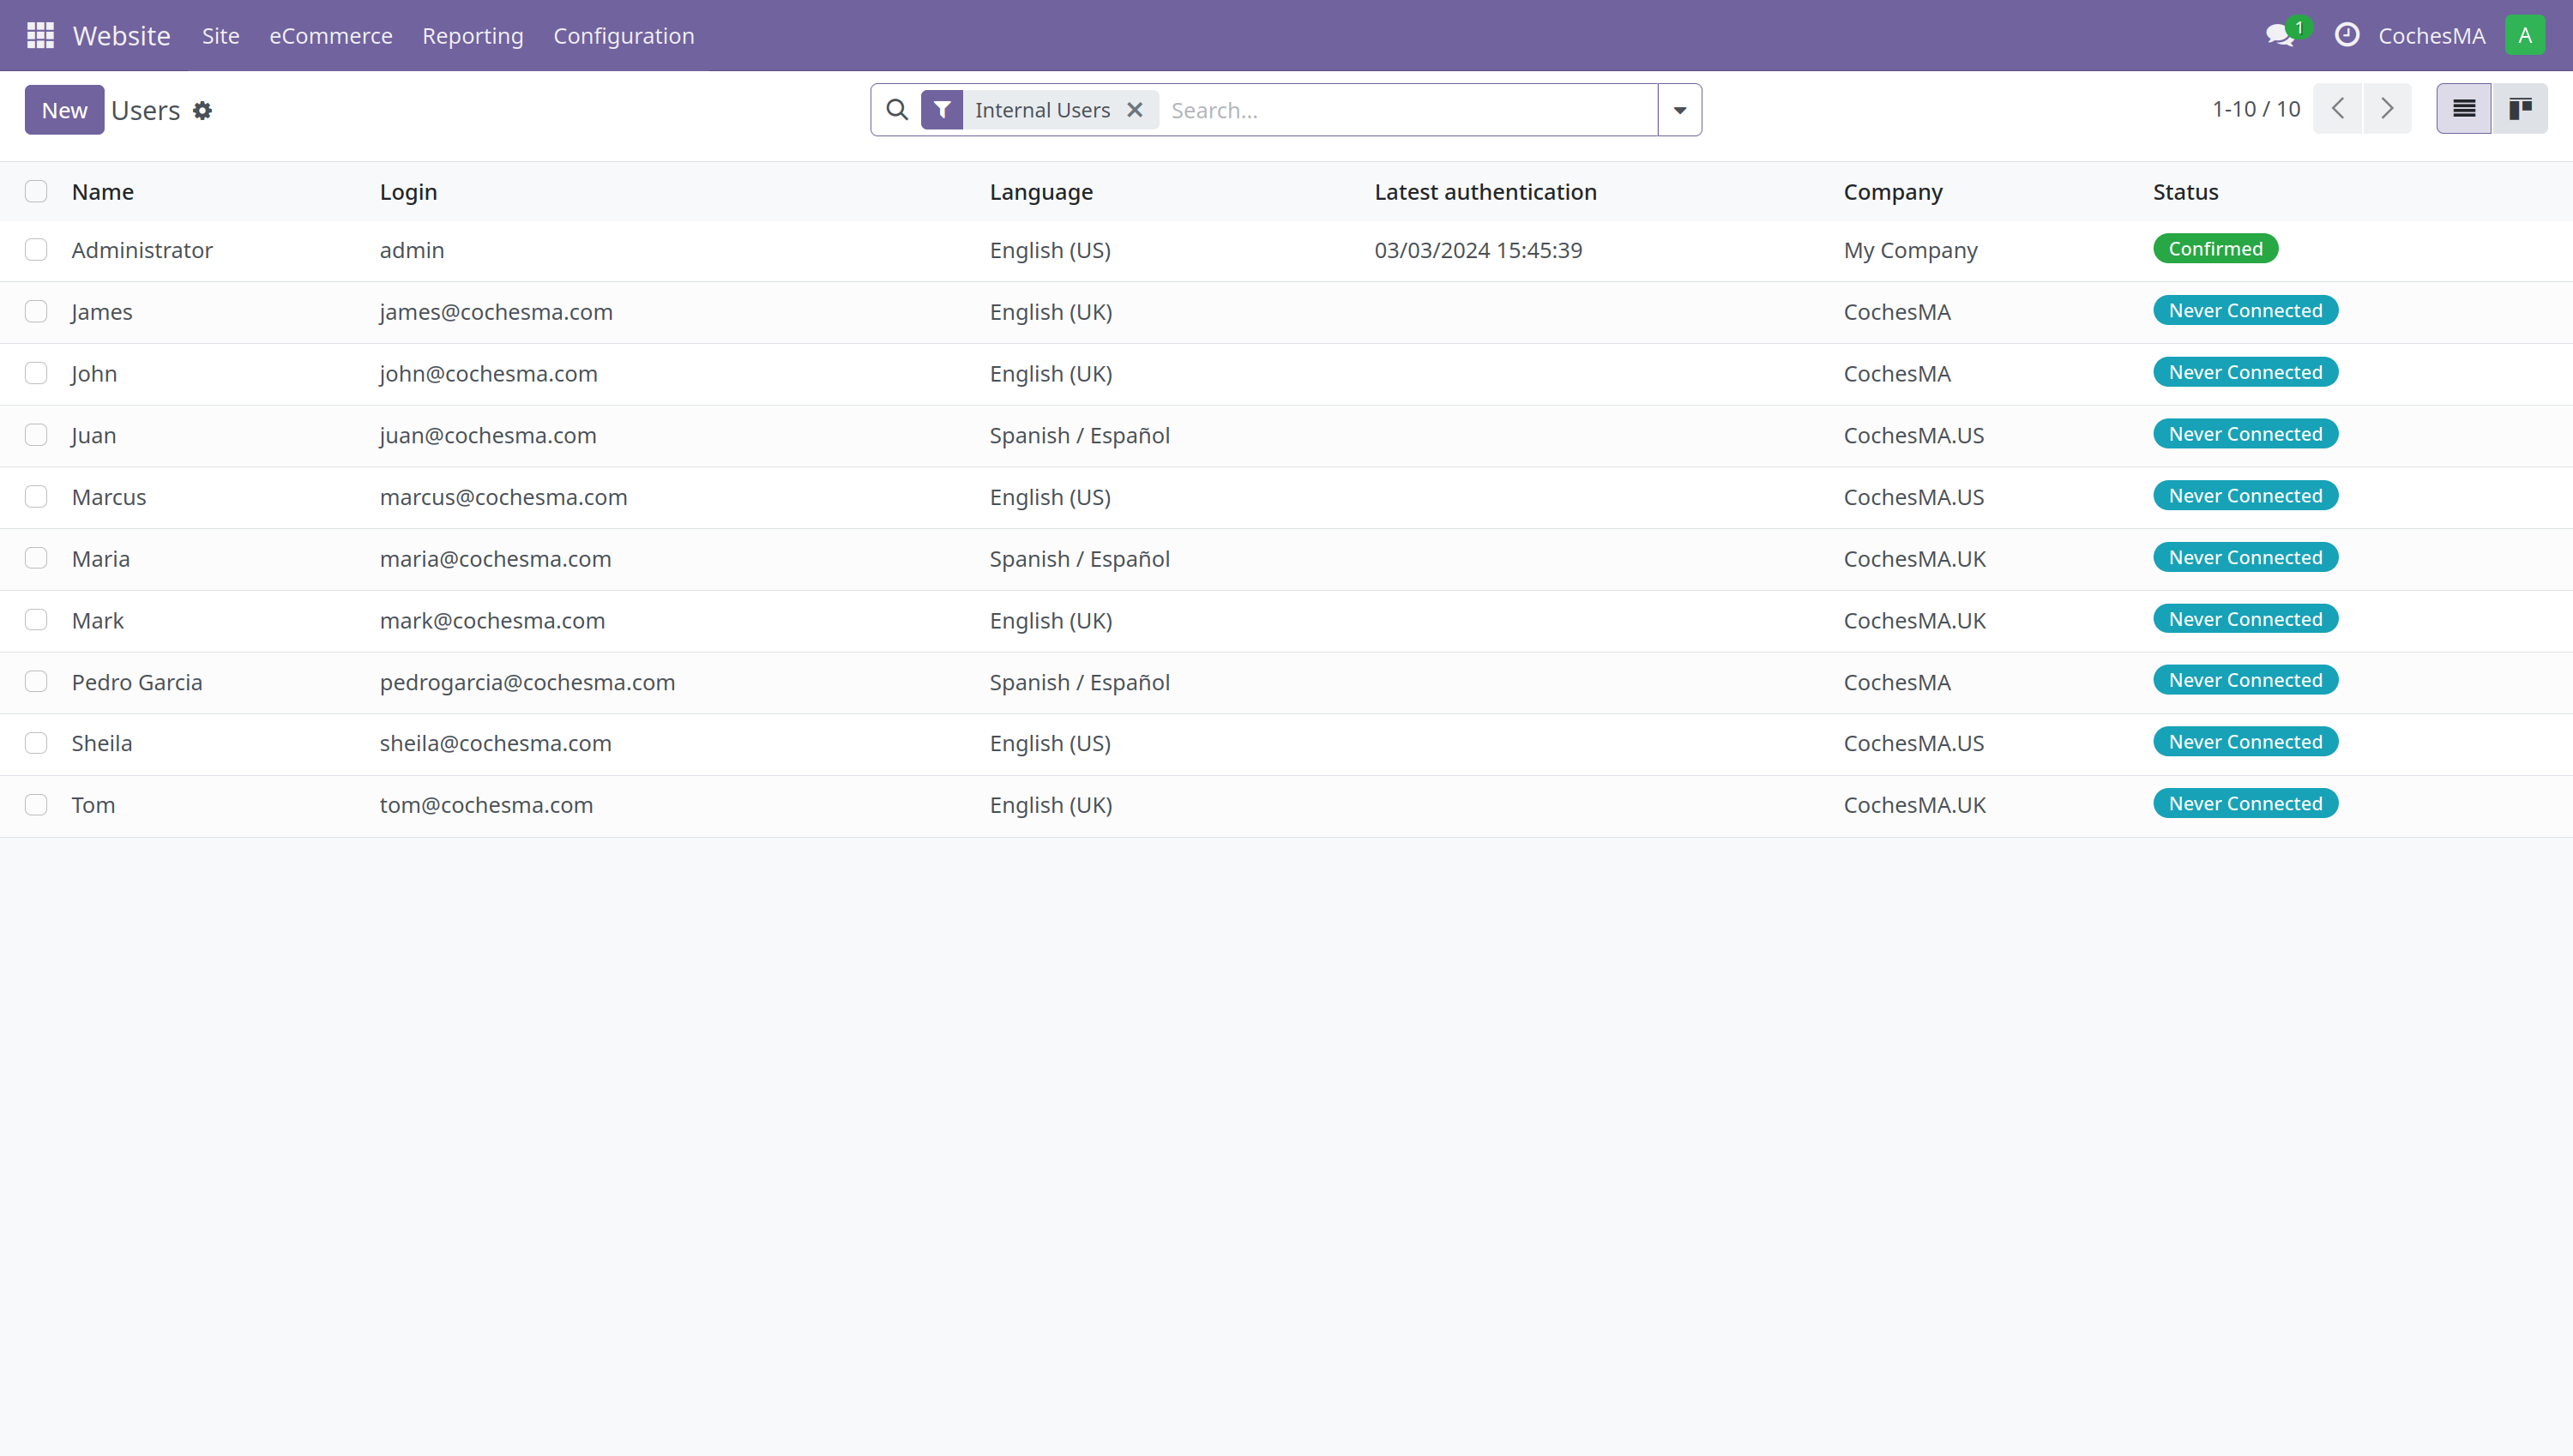 Website Site eCommerce Reporting Configuration 1 CochesMA A
New Users Internal Users Search... 1-10 / 10
Name Login Language Latest authentication Company Status
Administrator admin English (US) 03/03/2024 15:45:39 My Company Confirmed
James james@cochesma.com English (UK) CochesMA Never Connected
John john@cochesma.com English (UK) CochesMA Never Connected
Juan juan@cochesma.com Spanish / Español CochesMA.US Never Connected
Marcus marcus@cochesma.com English (US) CochesMA.US Never Connected
Maria maria@cochesma.com Spanish / Español CochesMA.UK Never Connected
Mark mark@cochesma.com English (UK) CochesMA.UK Never Connected
Pedro Garcia pedrogarcia@cochesma.com Spanish / Español CochesMA Never Connected
Sheila sheila@cochesma.com English (US) CochesMA.US Never Connected
Tom tom@cochesma.com English (UK) CochesMA.UK Never Connected